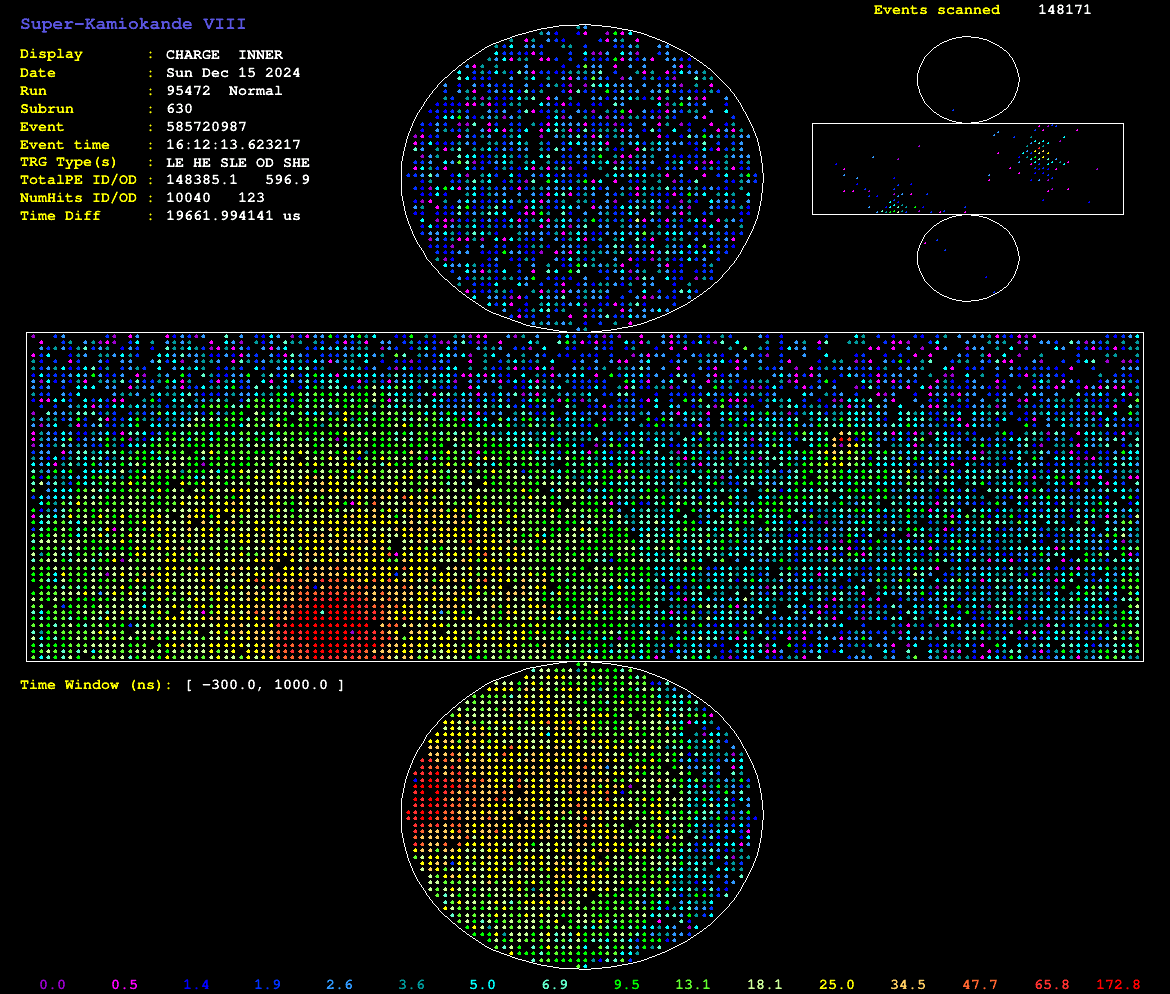 Super-Kamiokande VIII
Events scanned 148171
Display : CHARGE INNER
Date : Sun Dec 15 2024
Run : 95472 Normal
Subrun : 630
Event : 585720987
Event time : 16:12:13.623217
TRG Type(s) : LE HE SLE OD SHE
TotalPE ID/OD : 148385.1 596.9
NumHits ID/OD : 10040 123
Time Diff : 19661.994141 us
Time Window (ns): [ −300.0, 1000.0 ]
0.0 0.5 1.4 1.9 2.6 3.6 5.0 6.9 9.5 13.1 18.1 25.0 34.5 47.7 65.8 172.8